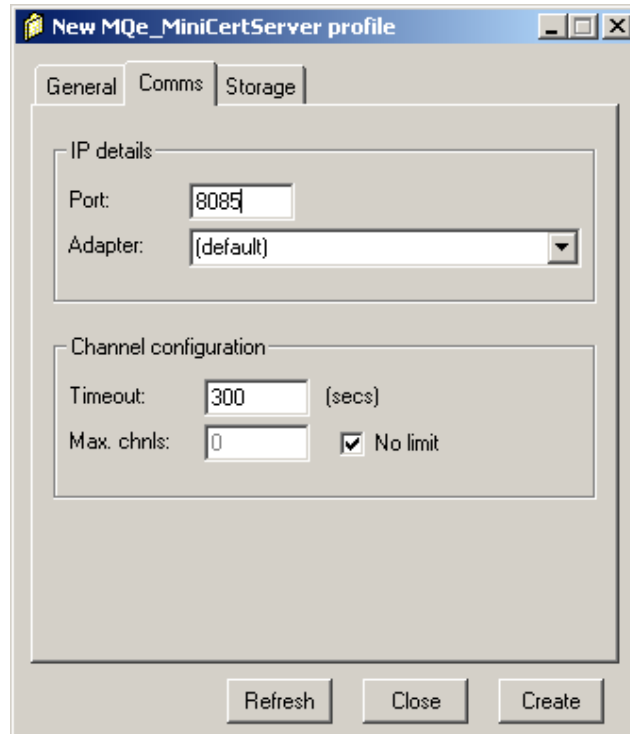 New MQe_MiniCertServer profile
General Comms Storage
IP details
Port: 8085
Adapter: (default)
Channel configuration
Timeout: 300 (secs)
Max. chnls: 0 No limit
Refresh Close Create